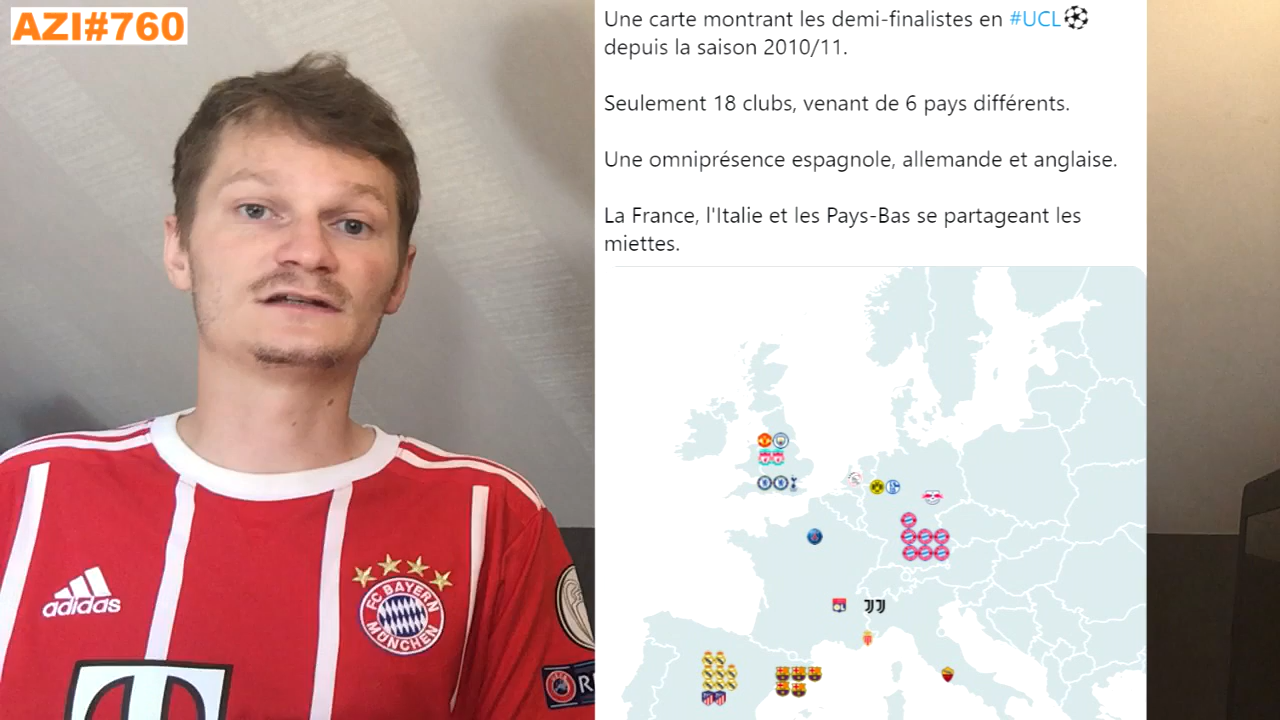 AZI#760
Une carte montrant les demi-finalistes en #UCL
depuis la saison 2010/11.
Seulement 18 clubs, venant de 6 pays différents.
Une omniprésence espagnole, allemande et anglaise.
La France, l'Italie et les Pays-Bas se partageant les
miettes.
adidas
FC BAYERN
MÜNCHEN
T